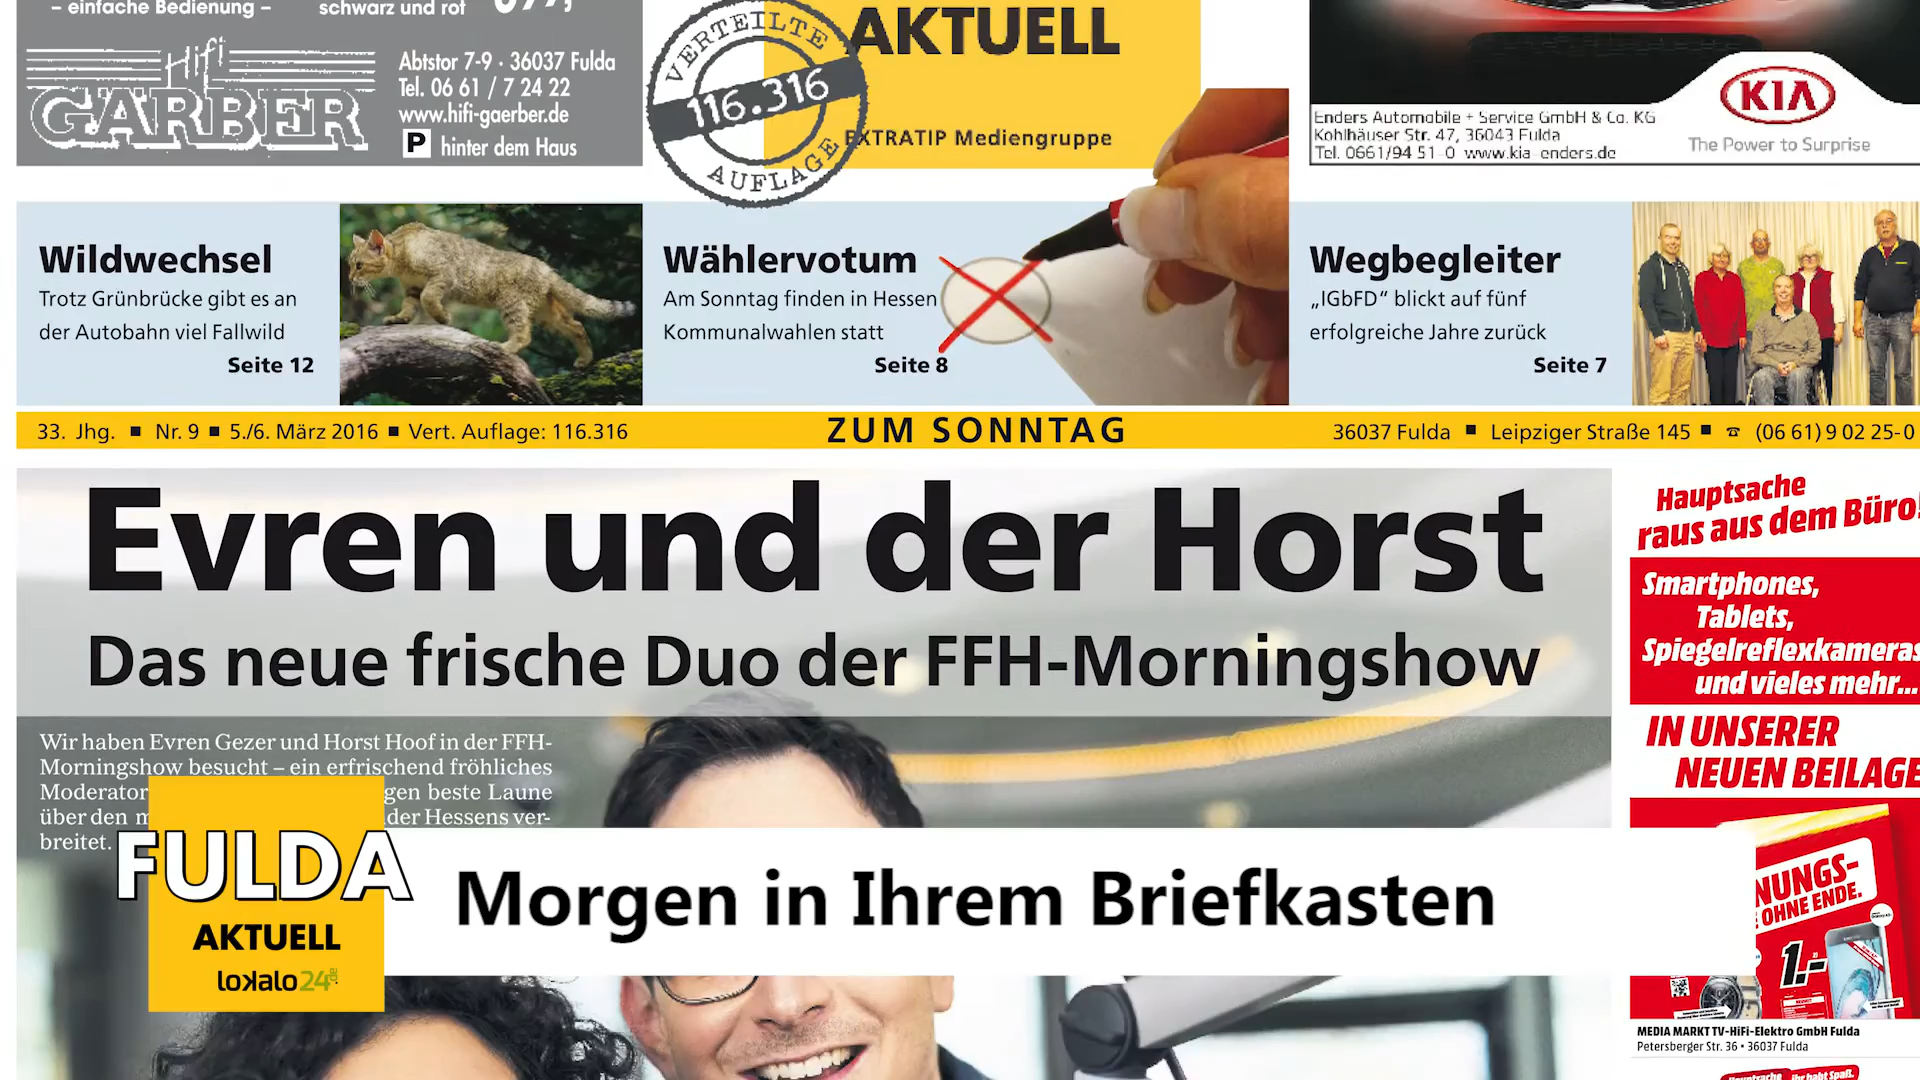 – einfache Bedienung –
schwarz und rot
Hifi
GÄRBER
Abtstor 7-9 · 36037 Fulda
Tel. 06 61 / 7 24 22
www.hifi-gaerber.de
P hinter dem Haus
VERTEILTE
116.316
AUFLAGE
AKTUELL
EXTRATIP Mediengruppe
Enders Automobile + Service GmbH & Co. KG
Kohlhäuser Str. 47, 36043 Fulda
Tel. 0661/94 51-0 www.kia-enders.de
KIA
The Power to Surprise
Wildwechsel
Trotz Grünbrücke gibt es an
der Autobahn viel Fallwild
Seite 12
Wählervotum
Am Sonntag finden in Hessen
Kommunalwahlen statt
Seite 8
Wegbegleiter
„IGbFD“ blickt auf fünf
erfolgreiche Jahre zurück
Seite 7
33. Jhg. ■ Nr. 9 ■ 5./6. März 2016 ■ Vert. Auflage: 116.316
ZUM SONNTAG
36037 Fulda ■ Leipziger Straße 145 ■ ☎ (06 61) 9 02 25-0
Evren und der Horst
Das neue frische Duo der FFH-Morningshow
Wir haben Evren Gezer und Horst Hoof in der FFH-
Morningshow besucht – ein erfrischend fröhliches
Moderator gen beste Laune
über den m der Hessens ver-
breitet.
FULDA
AKTUELL
lokalo24.de
Morgen in Ihrem Briefkasten
Hauptsache
raus aus dem Büro!
Smartphones,
Tablets,
Spiegelreflexkameras
und vieles mehr...
IN UNSERER
NEUEN BEILAGE
NUNGS-
OHNE ENDE.
1.-
MEDIA MARKT TV-HiFi-Elektro GmbH Fulda
Petersberger Str. 36 • 36037 Fulda
Hauptsache ihr habt Spaß.